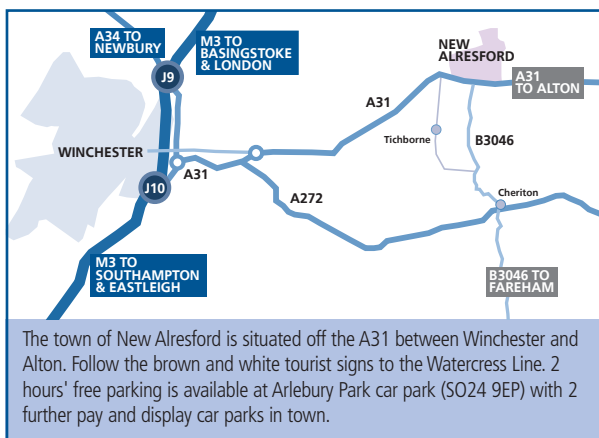 A34 TO
NEWBURY
M3 TO
BASINGSTOKE
& LONDON
J9
NEW
ALRESFORD
A31
TO ALTON
A31
Tichborne
B3046
WINCHESTER
A31
J10
Cheriton
A272
M3 TO
SOUTHAMPTON
& EASTLEIGH
B3046 TO
FAREHAM
The town of New Alresford is situated off the A31 between Winchester and
Alton. Follow the brown and white tourist signs to the Watercress Line. 2
hours' free parking is available at Arlebury Park car park (SO24 9EP) with 2
further pay and display car parks in town.